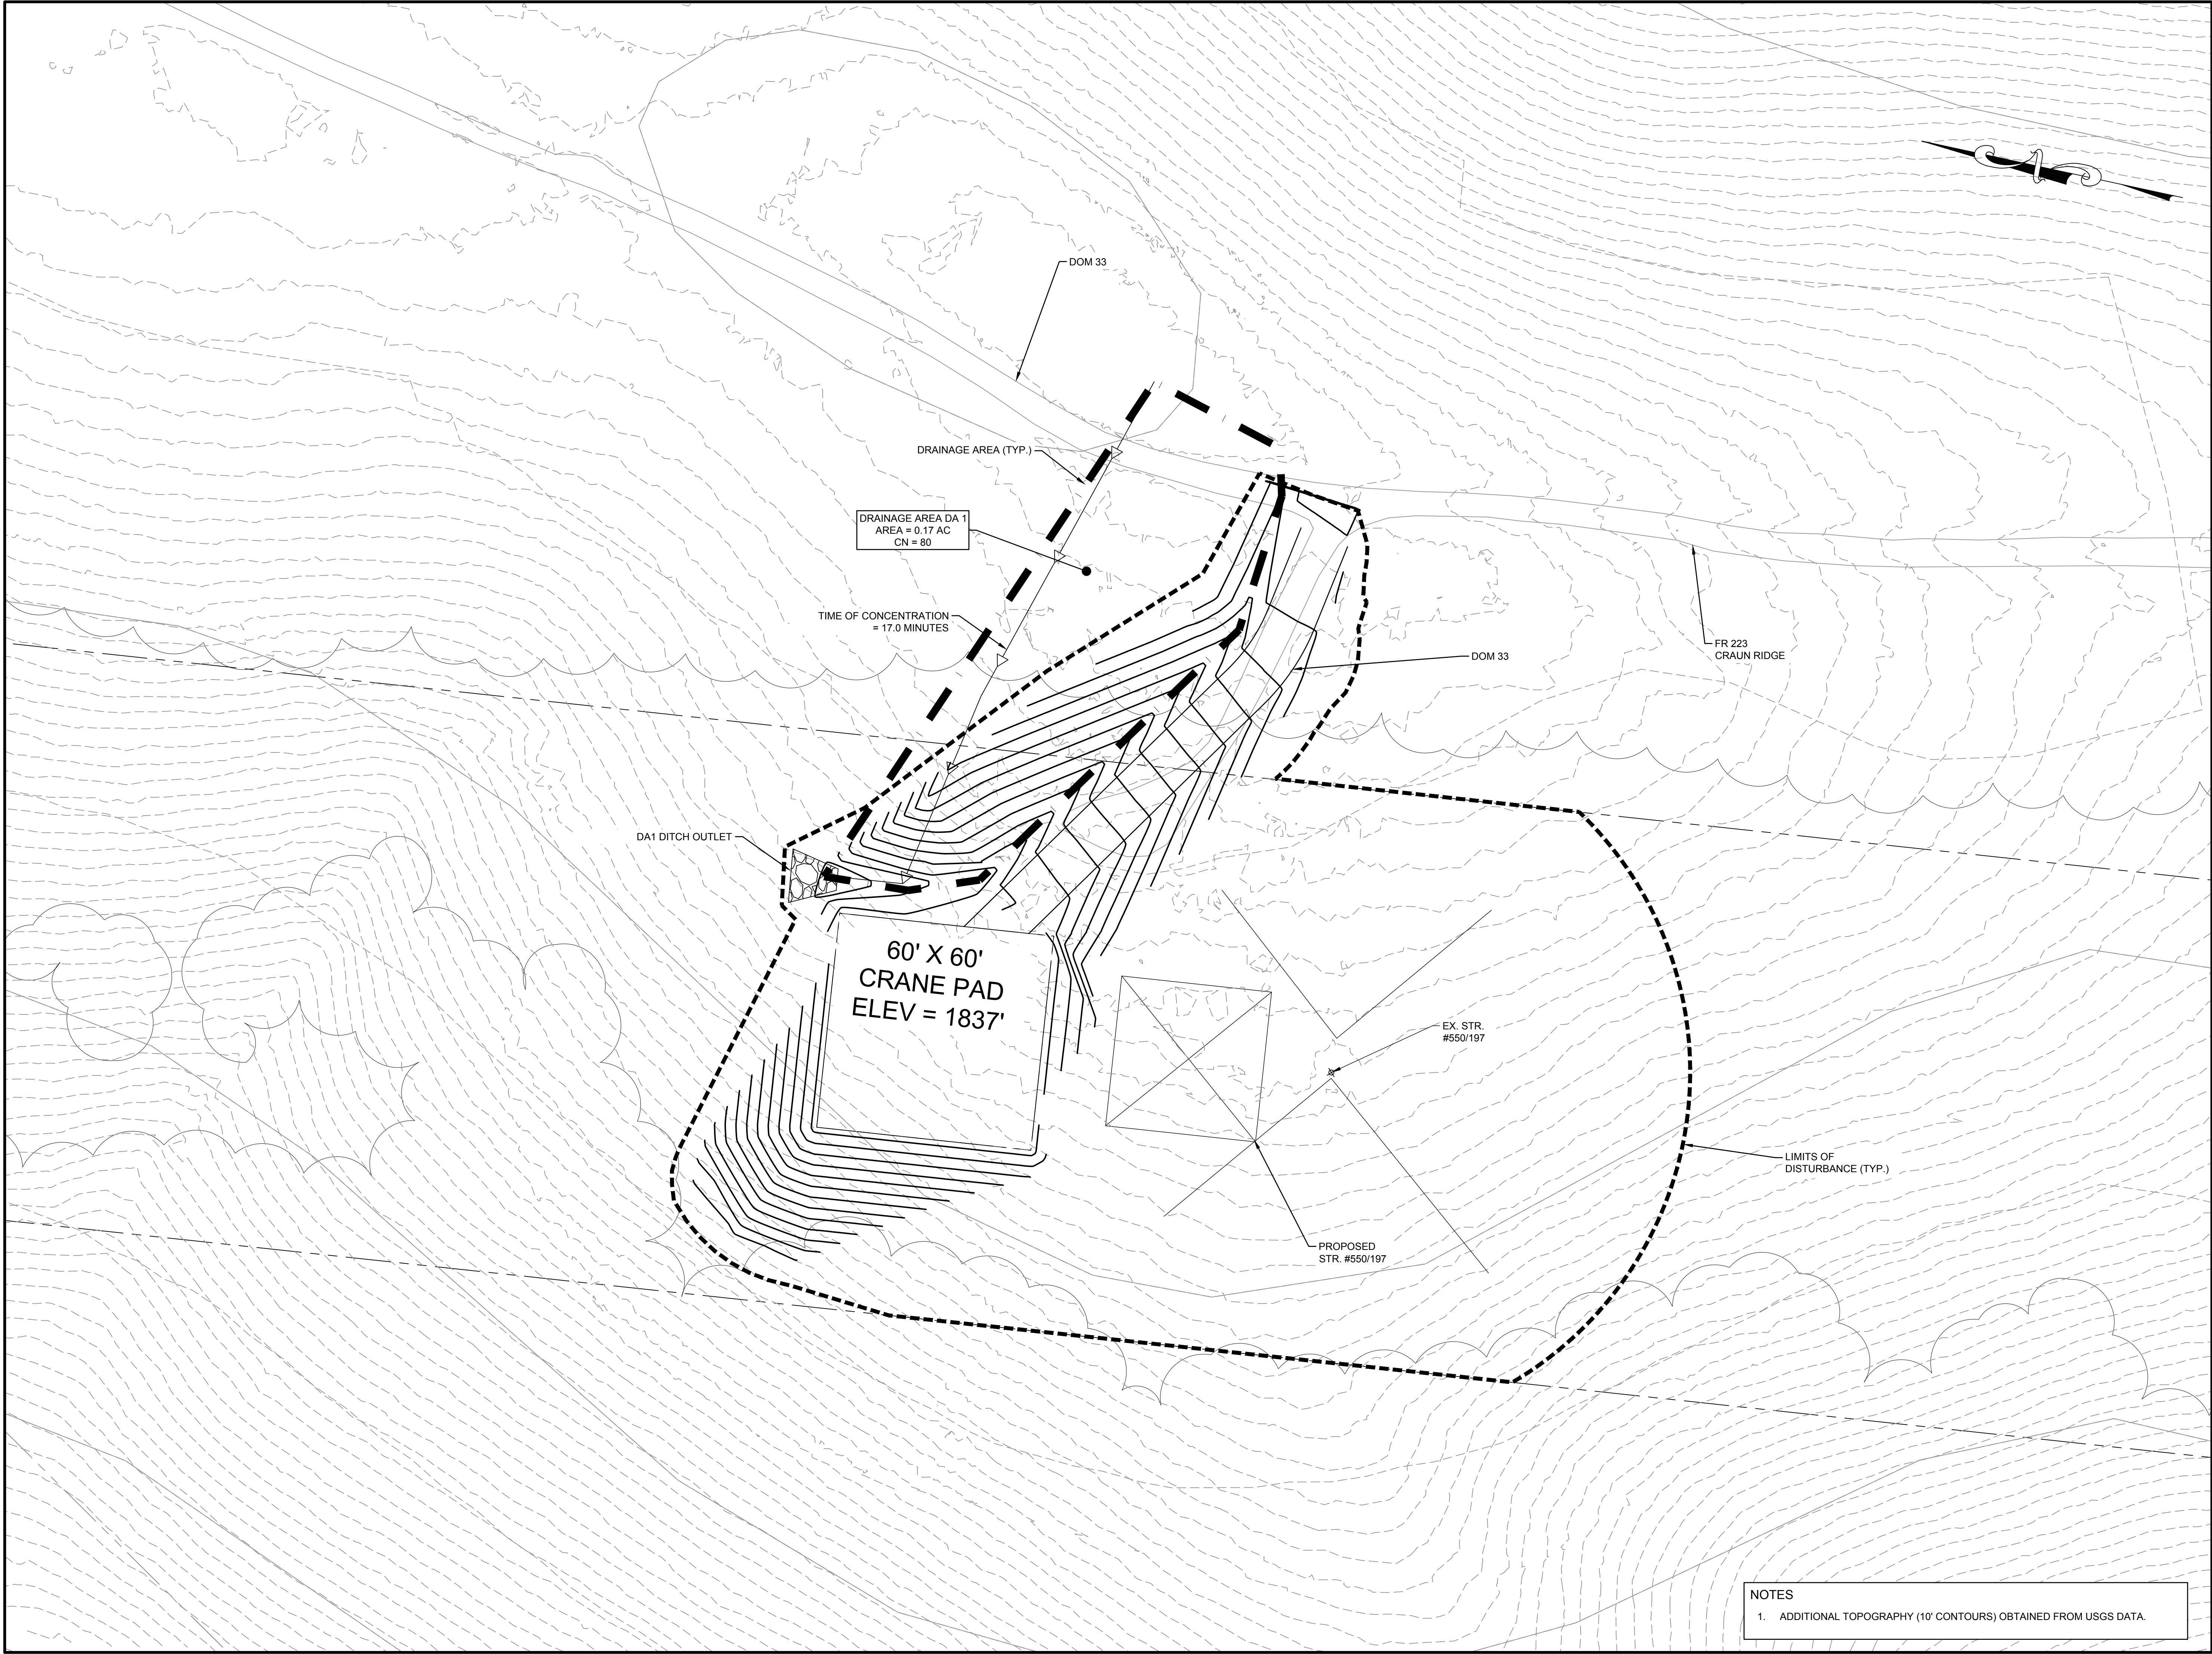 DOM 33
DRAINAGE AREA (TYP.)
DRAINAGE AREA DA 1
AREA = 0.17 AC
CN = 80
TIME OF CONCENTRATION
= 17.0 MINUTES
FR 223
CRAUN RIDGE
DOM 33
DA1 DITCH OUTLET
60' X 60'
CRANE PAD
ELEV = 1837'
EX. STR.
#550/197
LIMITS OF
DISTURBANCE (TYP.)
PROPOSED
STR. #550/197
NOTES
1. ADDITIONAL TOPOGRAPHY (10' CONTOURS) OBTAINED FROM USGS DATA.